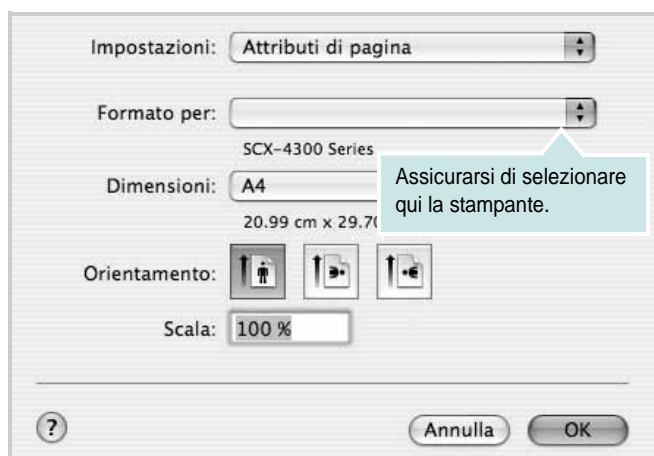 Impostazioni: Attributi di pagina
Formato per:
SCX-4300 Series
Assicurarsi di selezionare
qui la stampante.
Dimensioni: A4
20.99 cm x 29.70
Orientamento:
Scala: 100 %
?
Annulla OK